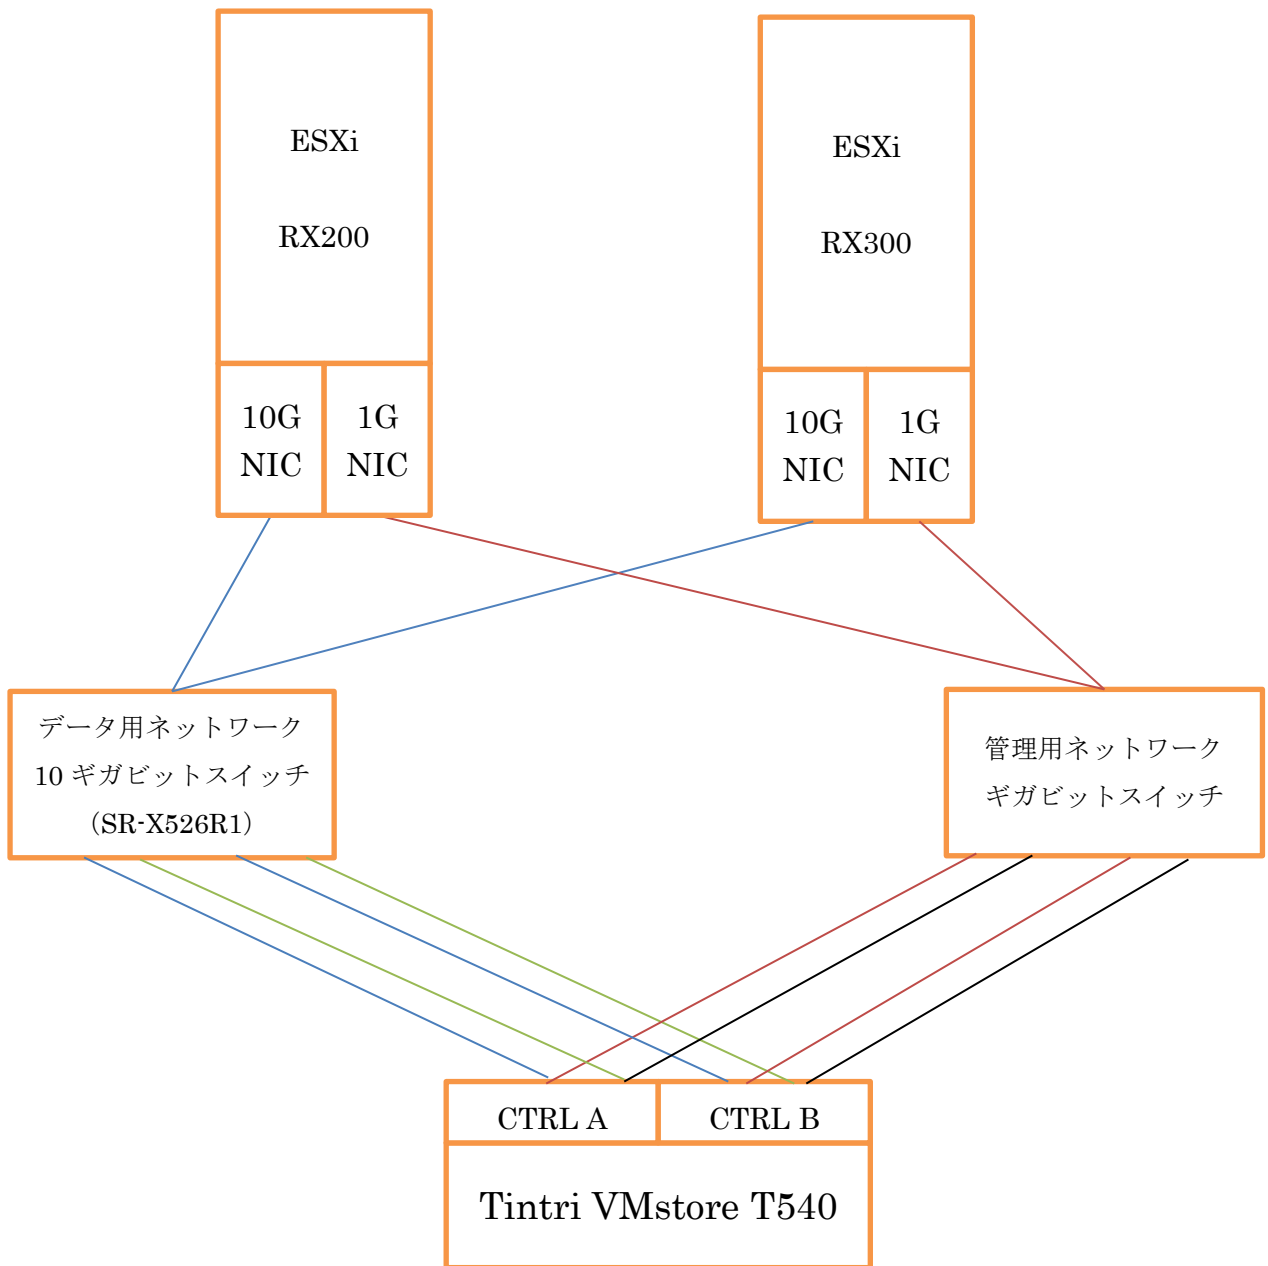 ESXi
RX200
10G
NIC
1G
NIC
ESXi
RX300
10G
NIC
1G
NIC
データ用ネットワーク
10 ギガビットスイッチ
（SR-X526R1）
管理用ネットワーク
ギガビットスイッチ
CTRL A
CTRL B
Tintri VMstore T540